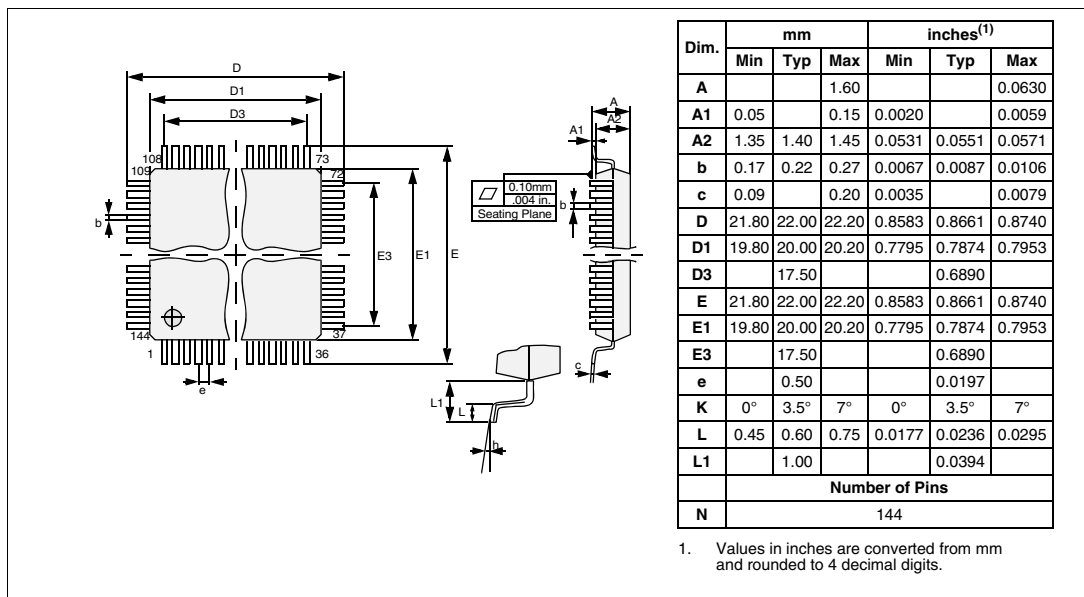 D
D1
D3
A
A2
A1
108
73
109
72
b
E3
E1
E
0.10mm
.004 in.
Seating Plane
b
144
37
1
36
e
c
L1
L
h
Dim. mm inches(1)
Min Typ Max Min Typ Max
A 1.60 0.0630
A1 0.05 0.15 0.0020 0.0059
A2 1.35 1.40 1.45 0.0531 0.0551 0.0571
b 0.17 0.22 0.27 0.0067 0.0087 0.0106
c 0.09 0.20 0.0035 0.0079
D 21.80 22.00 22.20 0.8583 0.8661 0.8740
D1 19.80 20.00 20.20 0.7795 0.7874 0.7953
D3 17.50 0.6890
E 21.80 22.00 22.20 0.8583 0.8661 0.8740
E1 19.80 20.00 20.20 0.7795 0.7874 0.7953
E3 17.50 0.6890
e 0.50 0.0197
K 0° 3.5° 7° 0° 3.5° 7°
L 0.45 0.60 0.75 0.0177 0.0236 0.0295
L1 1.00 0.0394
Number of Pins
N 144
1. Values in inches are converted from mm
and rounded to 4 decimal digits.